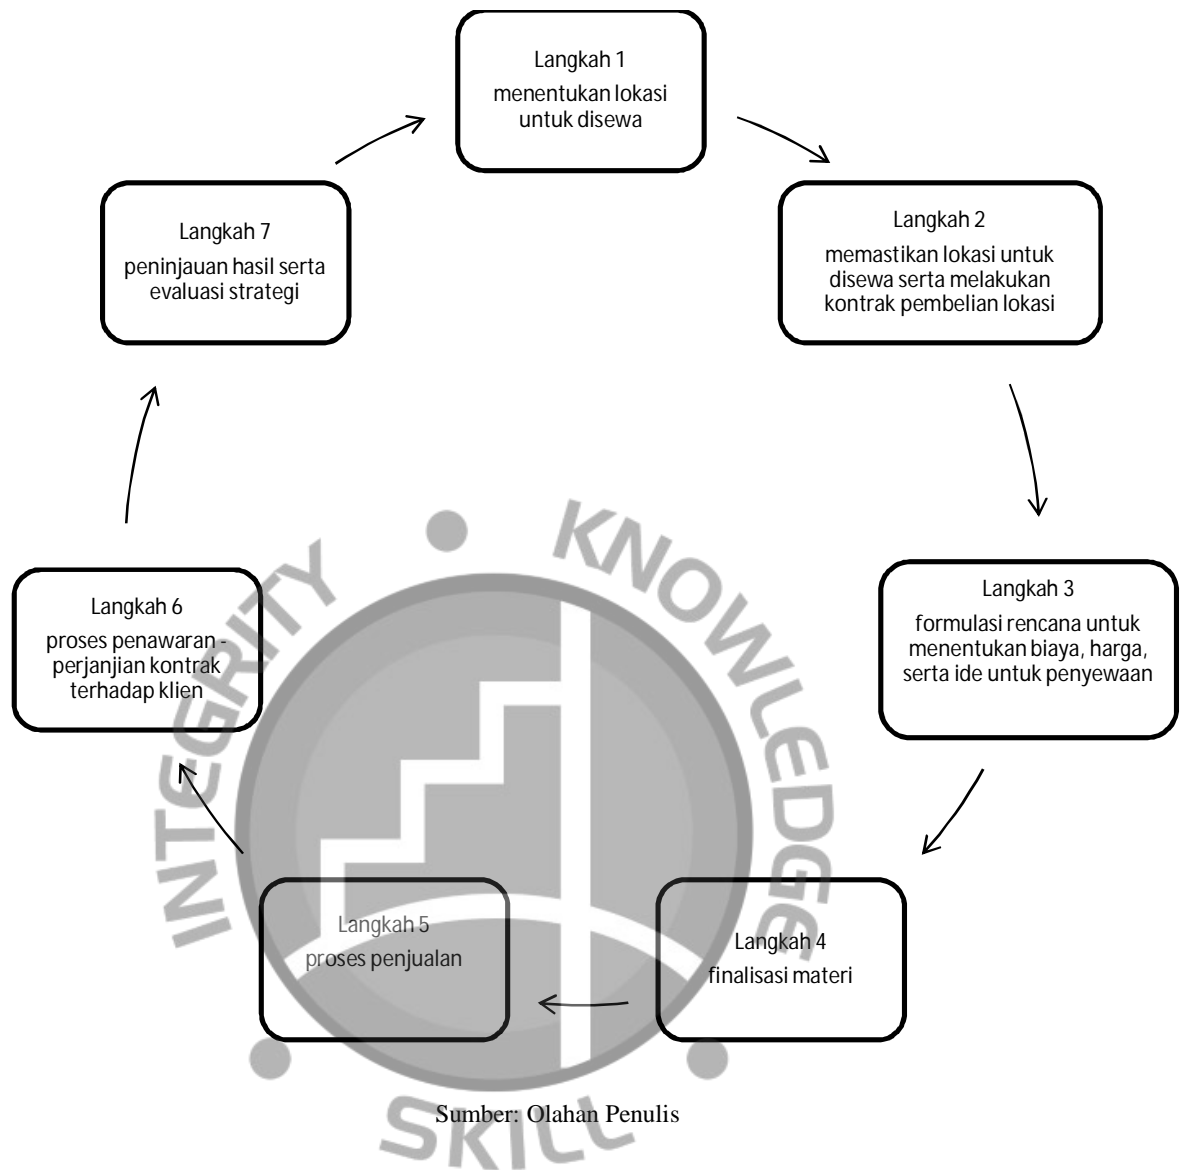 Langkah 1
menentukan lokasi
untuk disewa
Langkah 2
memastikan lokasi untuk
disewa serta melakukan
kontrak pembelian lokasi
Langkah 3
formulasi rencana untuk
menentukan biaya, harga,
serta ide untuk penyewaan
Langkah 4
finalisasi materi
Langkah 5
proses penjualan
Langkah 6
proses penawaran -
perjanjian kontrak
terhadap klien
Langkah 7
peninjauan hasil serta
evaluasi strategi
INTEGRITY
KNOWLEDGE
SKILL
Sumber: Olahan Penulis